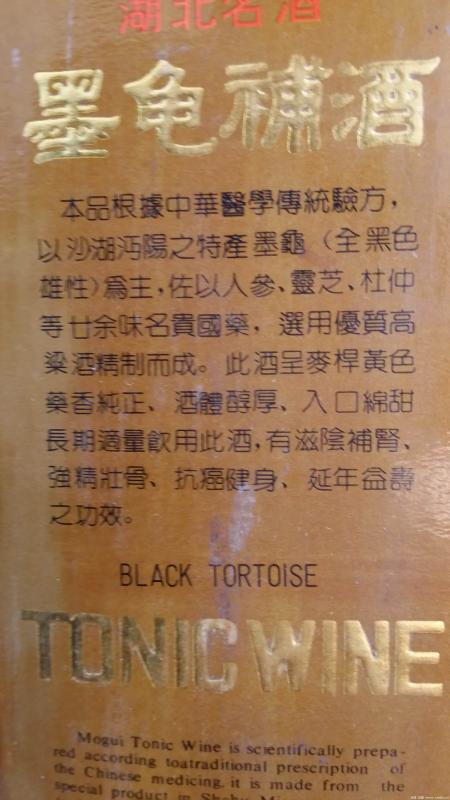 湖北名酒
墨龟補酒
本品根據中華醫學傳統驗方，
以沙湖沔陽之特產墨龜（全黑色
雄性）爲主，佐以人參、靈芝、杜仲
等廿余味名貴國藥，選用優質高
粱酒精制而成。此酒呈麥桿黃色
藥香純正、酒體醇厚、入口綿甜
長期適量飲用此酒，有滋陰補腎、
強精壯骨、抗癌健身、延年益壽
之功效。
BLACK TORTOISE
TONIC WINE
Mogui Tonic Wine is scientifically prepa-
red according toatraditional prescription of
the Chinese medicing. it is made from the
special product in Shahu